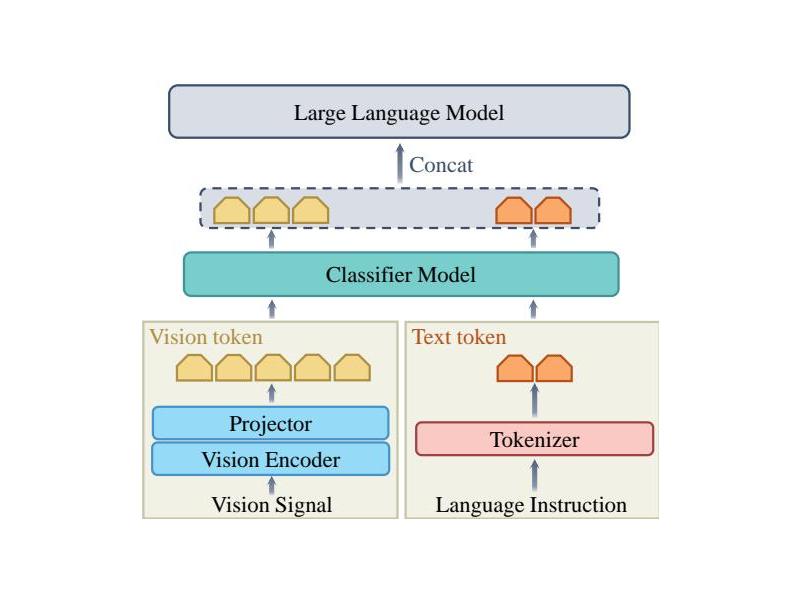 Large Language Model
Concat
Classifier Model
Vision token
Text token
Projector
Vision Encoder
Tokenizer
Vision Signal
Language Instruction